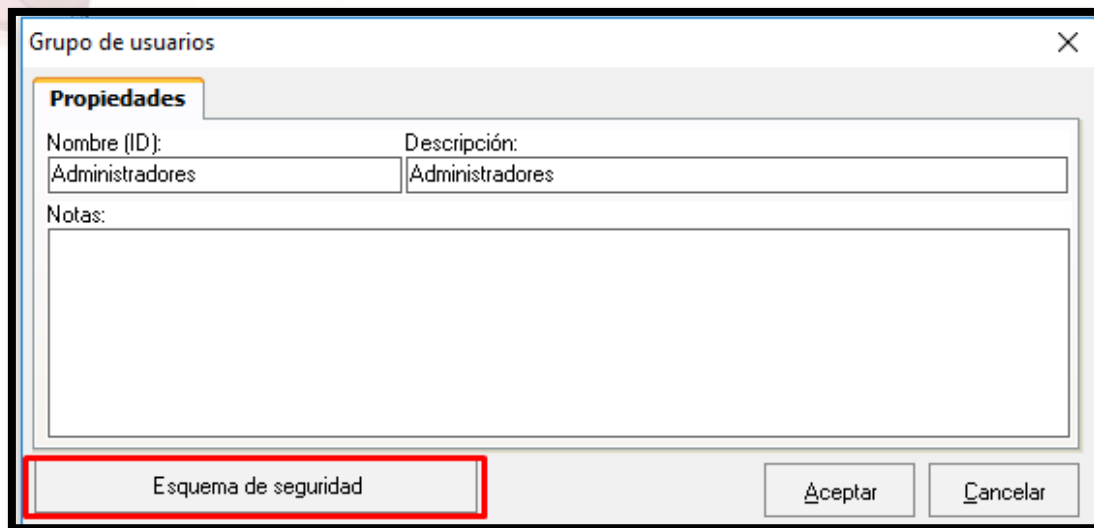 Grupo de usuarios
Propiedades
Nombre (ID): Descripción:
Administradores Administradores
Notas:
Esquema de seguridad Aceptar Cancelar